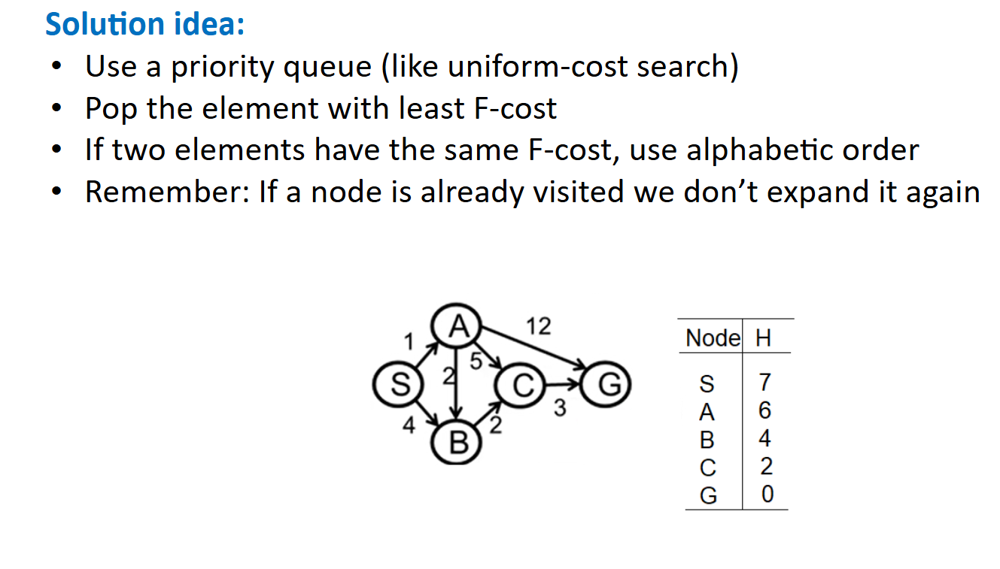 Solution idea:
• Use a priority queue (like uniform-cost search)
• Pop the element with least F-cost
• If two elements have the same F-cost, use alphabetic order
• Remember: If a node is already visited we don’t expand it again
A
12
1
5
2
S
C
G
3
4
2
B
Node H
S 7
A 6
B 4
C 2
G 0